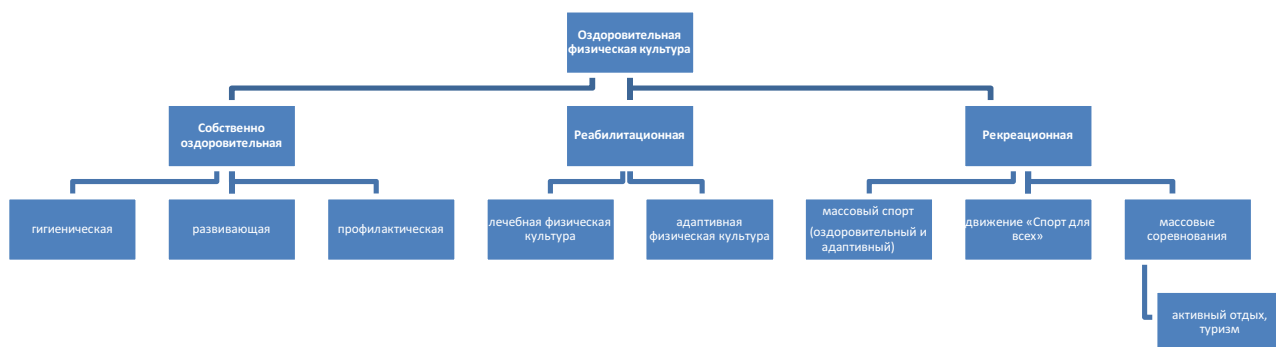 Оздоровительная
физическая культура
Собственно
оздоровительная
Реабилитационная
Рекреационная
гигиеническая
развивающая
профилактическая
лечебная физическая
культура
адаптивная
физическая культура
массовый спорт
(оздоровительный и
адаптивный)
движение «Спорт для
всех»
массовые
соревнования
активный отдых,
туризм